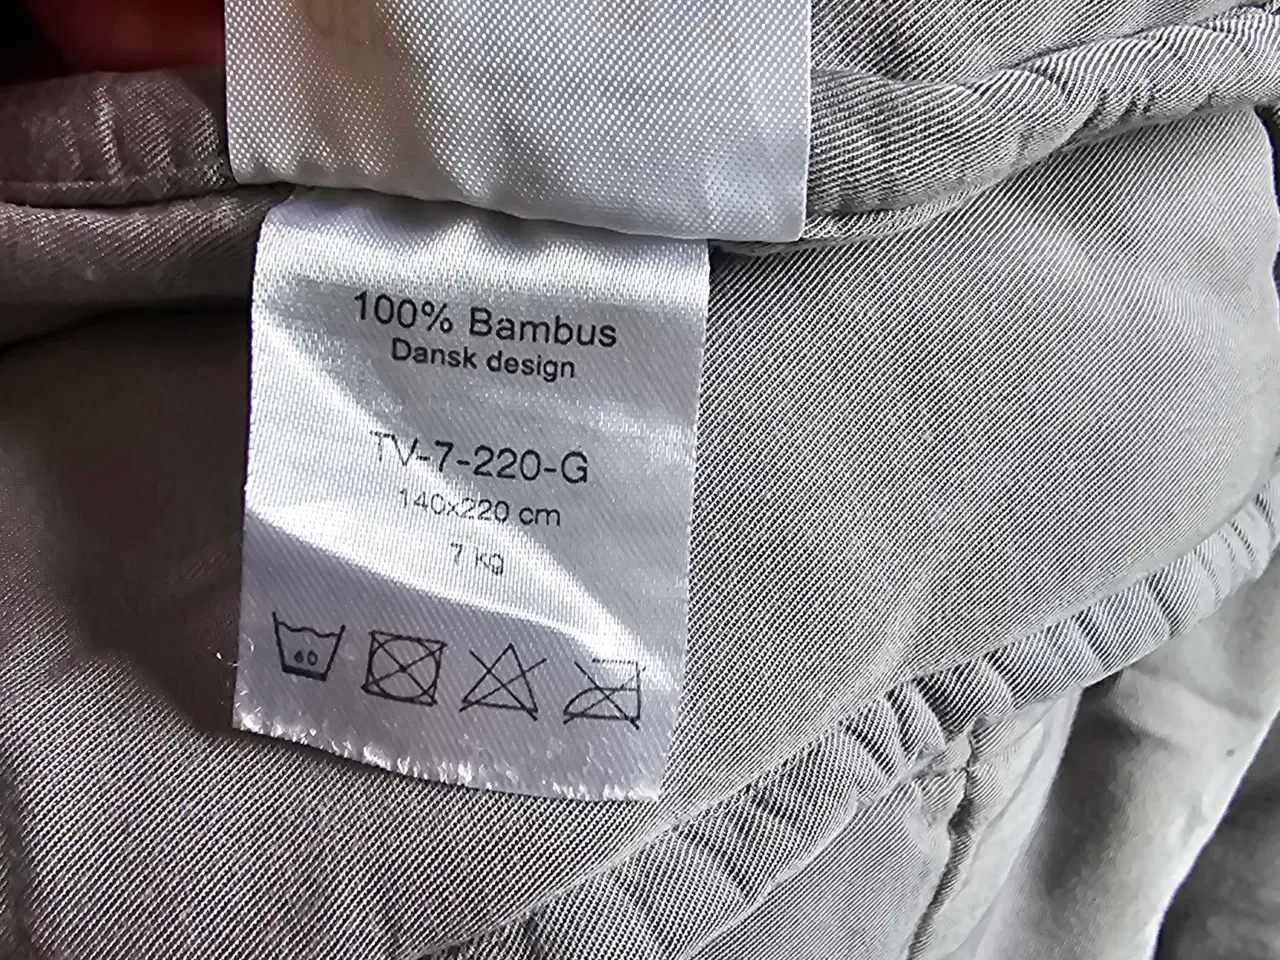 100% Bambus
Dansk design
TV-7-220-G
140x220 cm
7 kg
60